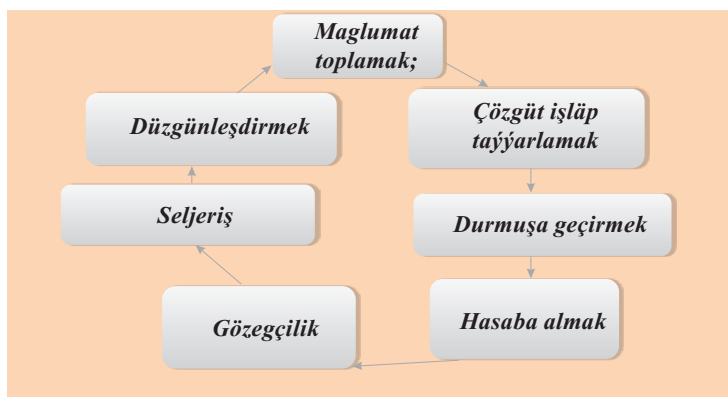 Maglumat
toplamak;
Çözgüt işläp
taýýarlamak
Durmuşa geçirmek
Hasaba almak
Gözegçilik
Seljeriş
Düzgünleşdirmek